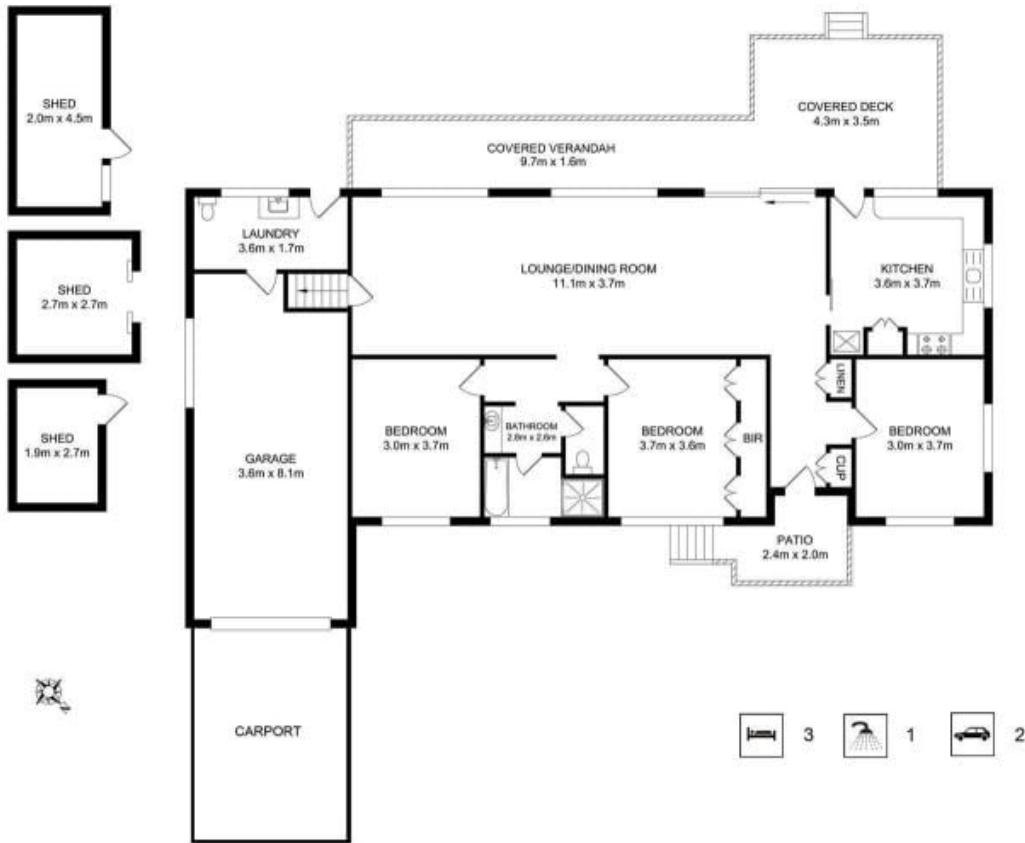 SHED
2.0m x 4.5m
COVERED DECK
4.3m x 3.5m
COVERED VERANDAH
9.7m x 1.6m
LAUNDRY
3.6m x 1.7m
SHED
2.7m x 2.7m
LOUNGE/DINING ROOM
11.1m x 3.7m
KITCHEN
3.6m x 3.7m
LINEN
SHED
1.9m x 2.7m
GARAGE
3.6m x 8.1m
BEDROOM
3.0m x 3.7m
BATHROOM
2.8m x 2.6m
BEDROOM
3.7m x 3.6m
BIR
BEDROOM
3.0m x 3.7m
CUP
PATIO
2.4m x 2.0m
CARPORT
3
1
2